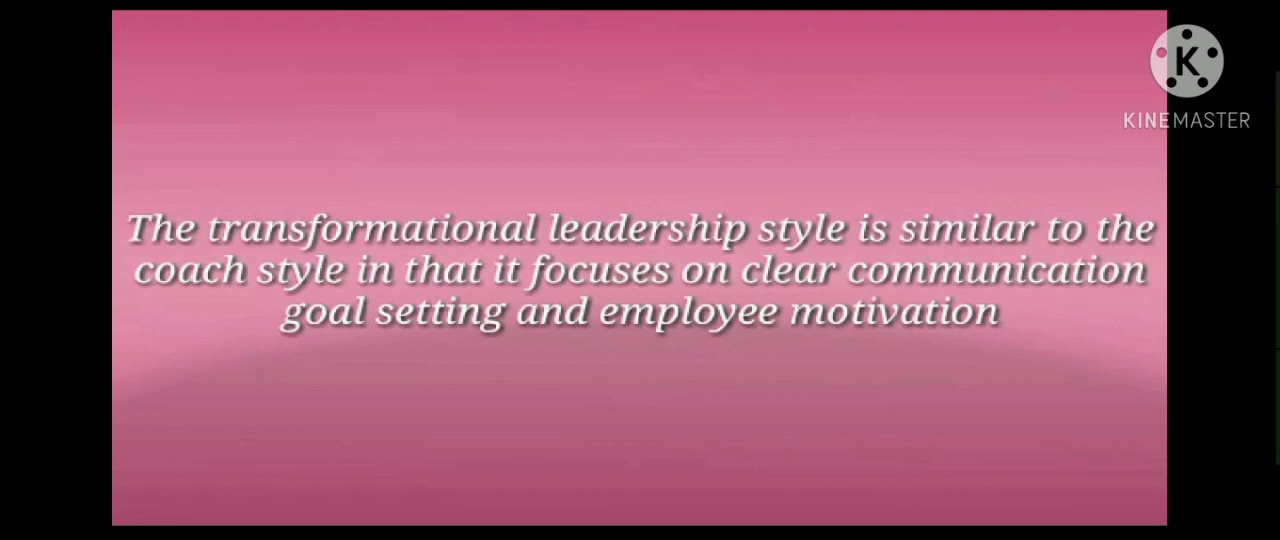 K
KINEMASTER
The transformational leadership style is similar to the
coach style in that it focuses on clear communication
goal setting and employee motivation